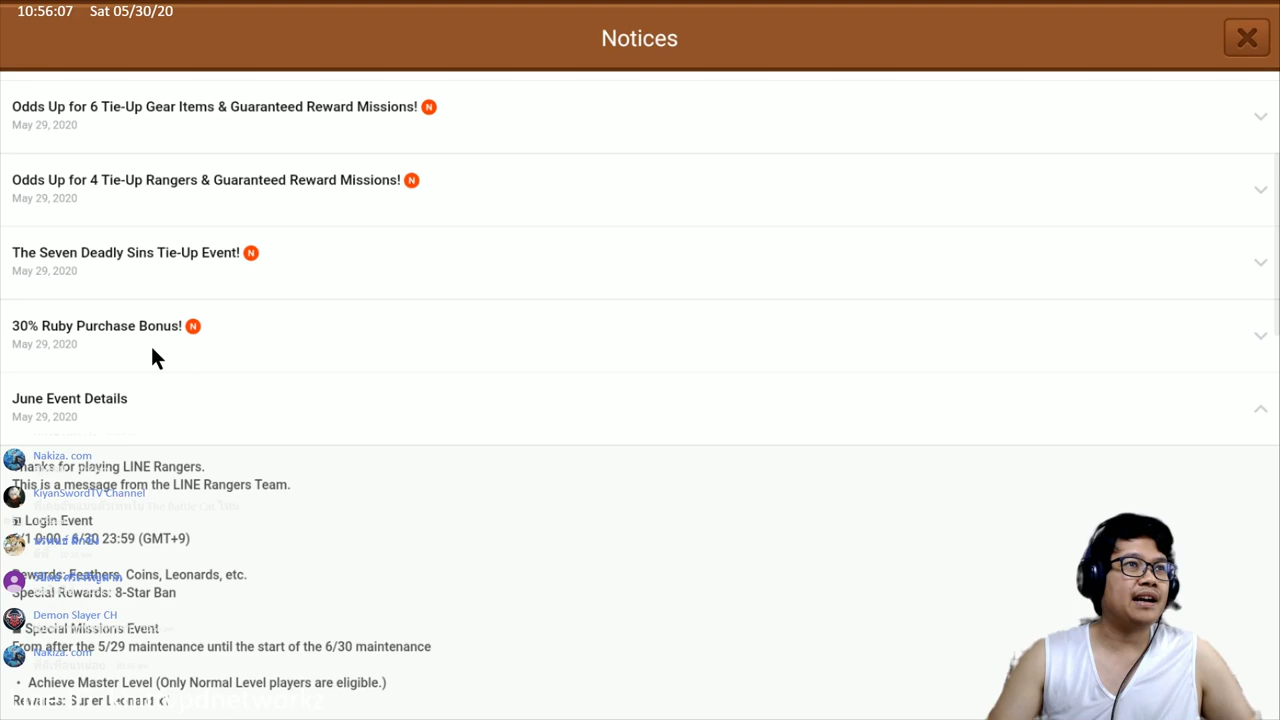 10:56:07 Sat 05/30/20
Notices
Odds Up for 6 Tie-Up Gear Items & Guaranteed Reward Missions! N
May 29, 2020
Odds Up for 4 Tie-Up Rangers & Guaranteed Reward Missions! N
May 29, 2020
The Seven Deadly Sins Tie-Up Event! N
May 29, 2020
30% Ruby Purchase Bonus! N
May 29, 2020
June Event Details
May 29, 2020
Nakiza. com
Thanks for playing LINE Rangers.
This is a message from the LINE Rangers Team.
KiyanSwordTV Channel
Login Event
0:00 - 6/30 23:59 (GMT+9)
Rewards: Feathers, Coins, Leonards, etc.
Special Rewards: 8-Star Ban
Demon Slayer CH
Special Missions Event
From after the 5/29 maintenance until the start of the 6/30 maintenance
Nakiza. com
・ Achieve Master Level (Only Normal Level players are eligible.)
Rewards: Super Leonard